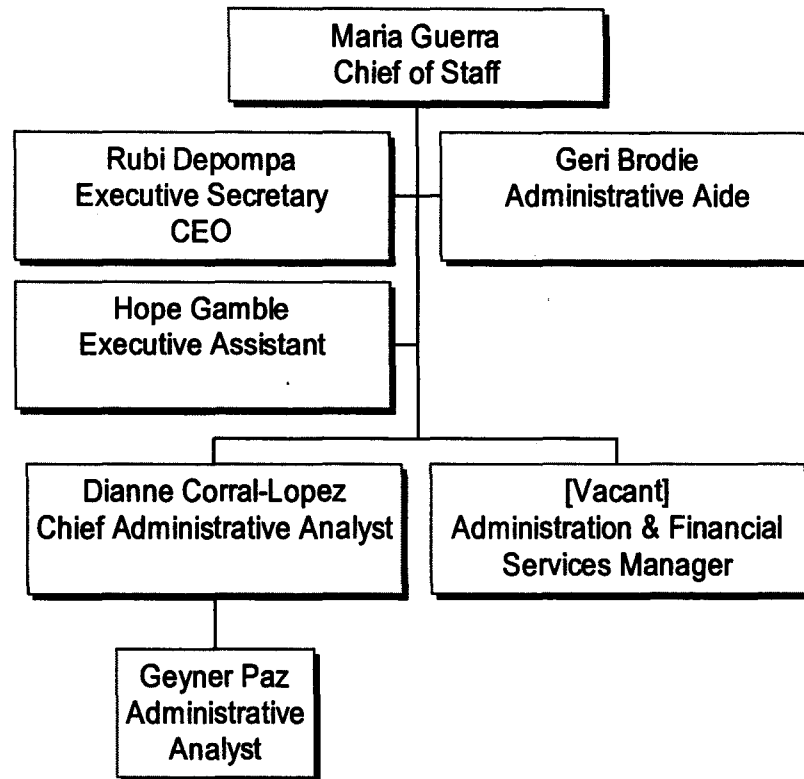 Maria Guerra
Chief of Staff
Rubi Depompa
Executive Secretary
CEO
Geri Brodie
Administrative Aide
Hope Gamble
Executive Assistant
Dianne Corral-Lopez
Chief Administrative Analyst
[Vacant]
Administration & Financial
Services Manager
Geyner Paz
Administrative
Analyst